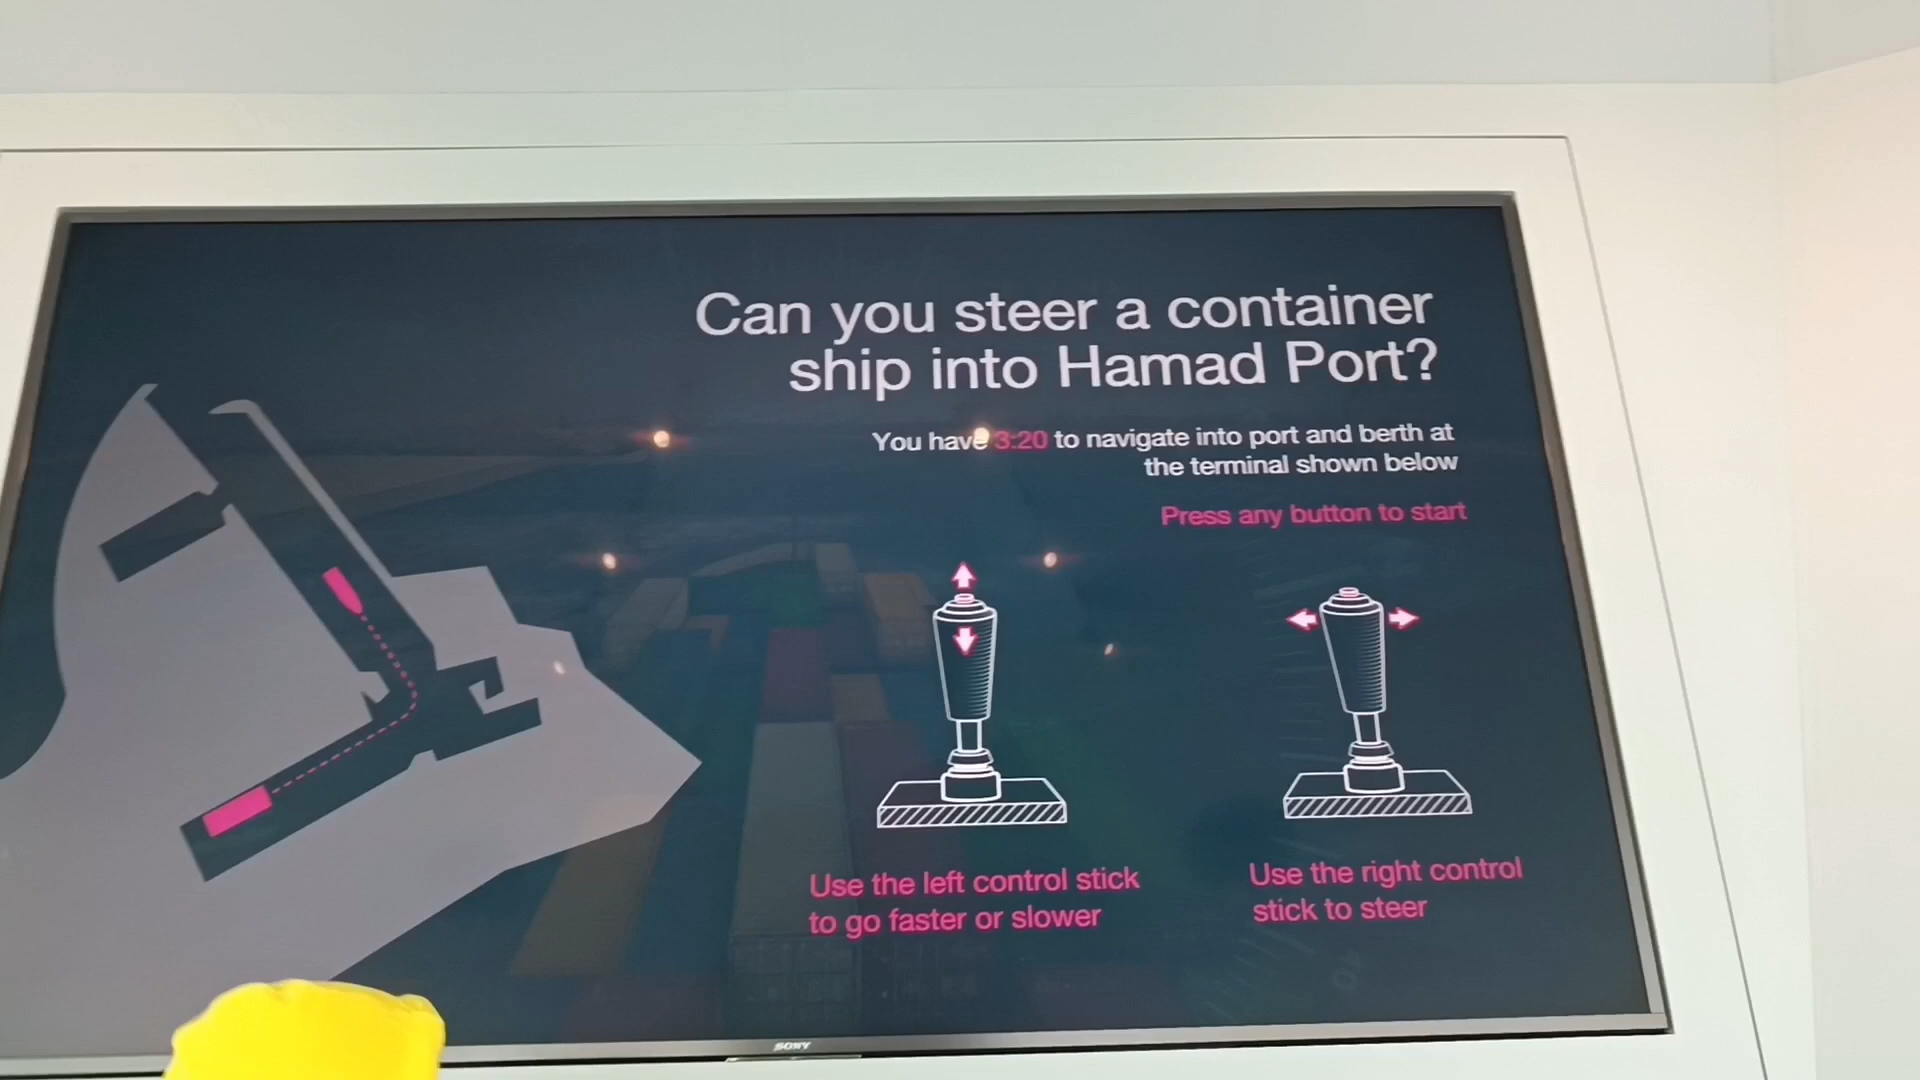 Can you steer a container
ship into Hamad Port?
You have 3:20 to navigate into port and berth at
the terminal shown below
Press any button to start
Use the left control stick
to go faster or slower
Use the right control
stick to steer
SONY